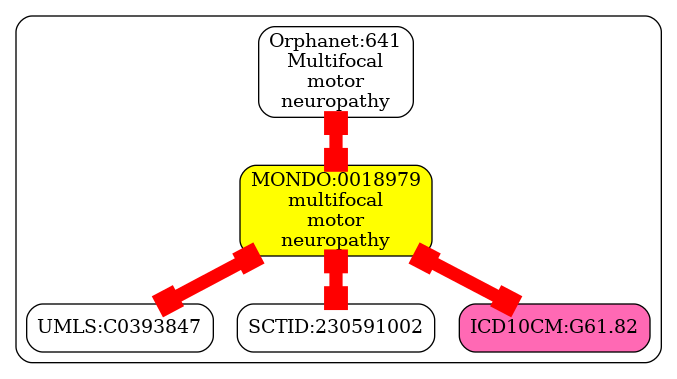 Orphanet:641
Multifocal
motor
neuropathy
MONDO:0018979
multifocal
motor
neuropathy
UMLS:C0393847
SCTID:230591002
ICD10CM:G61.82